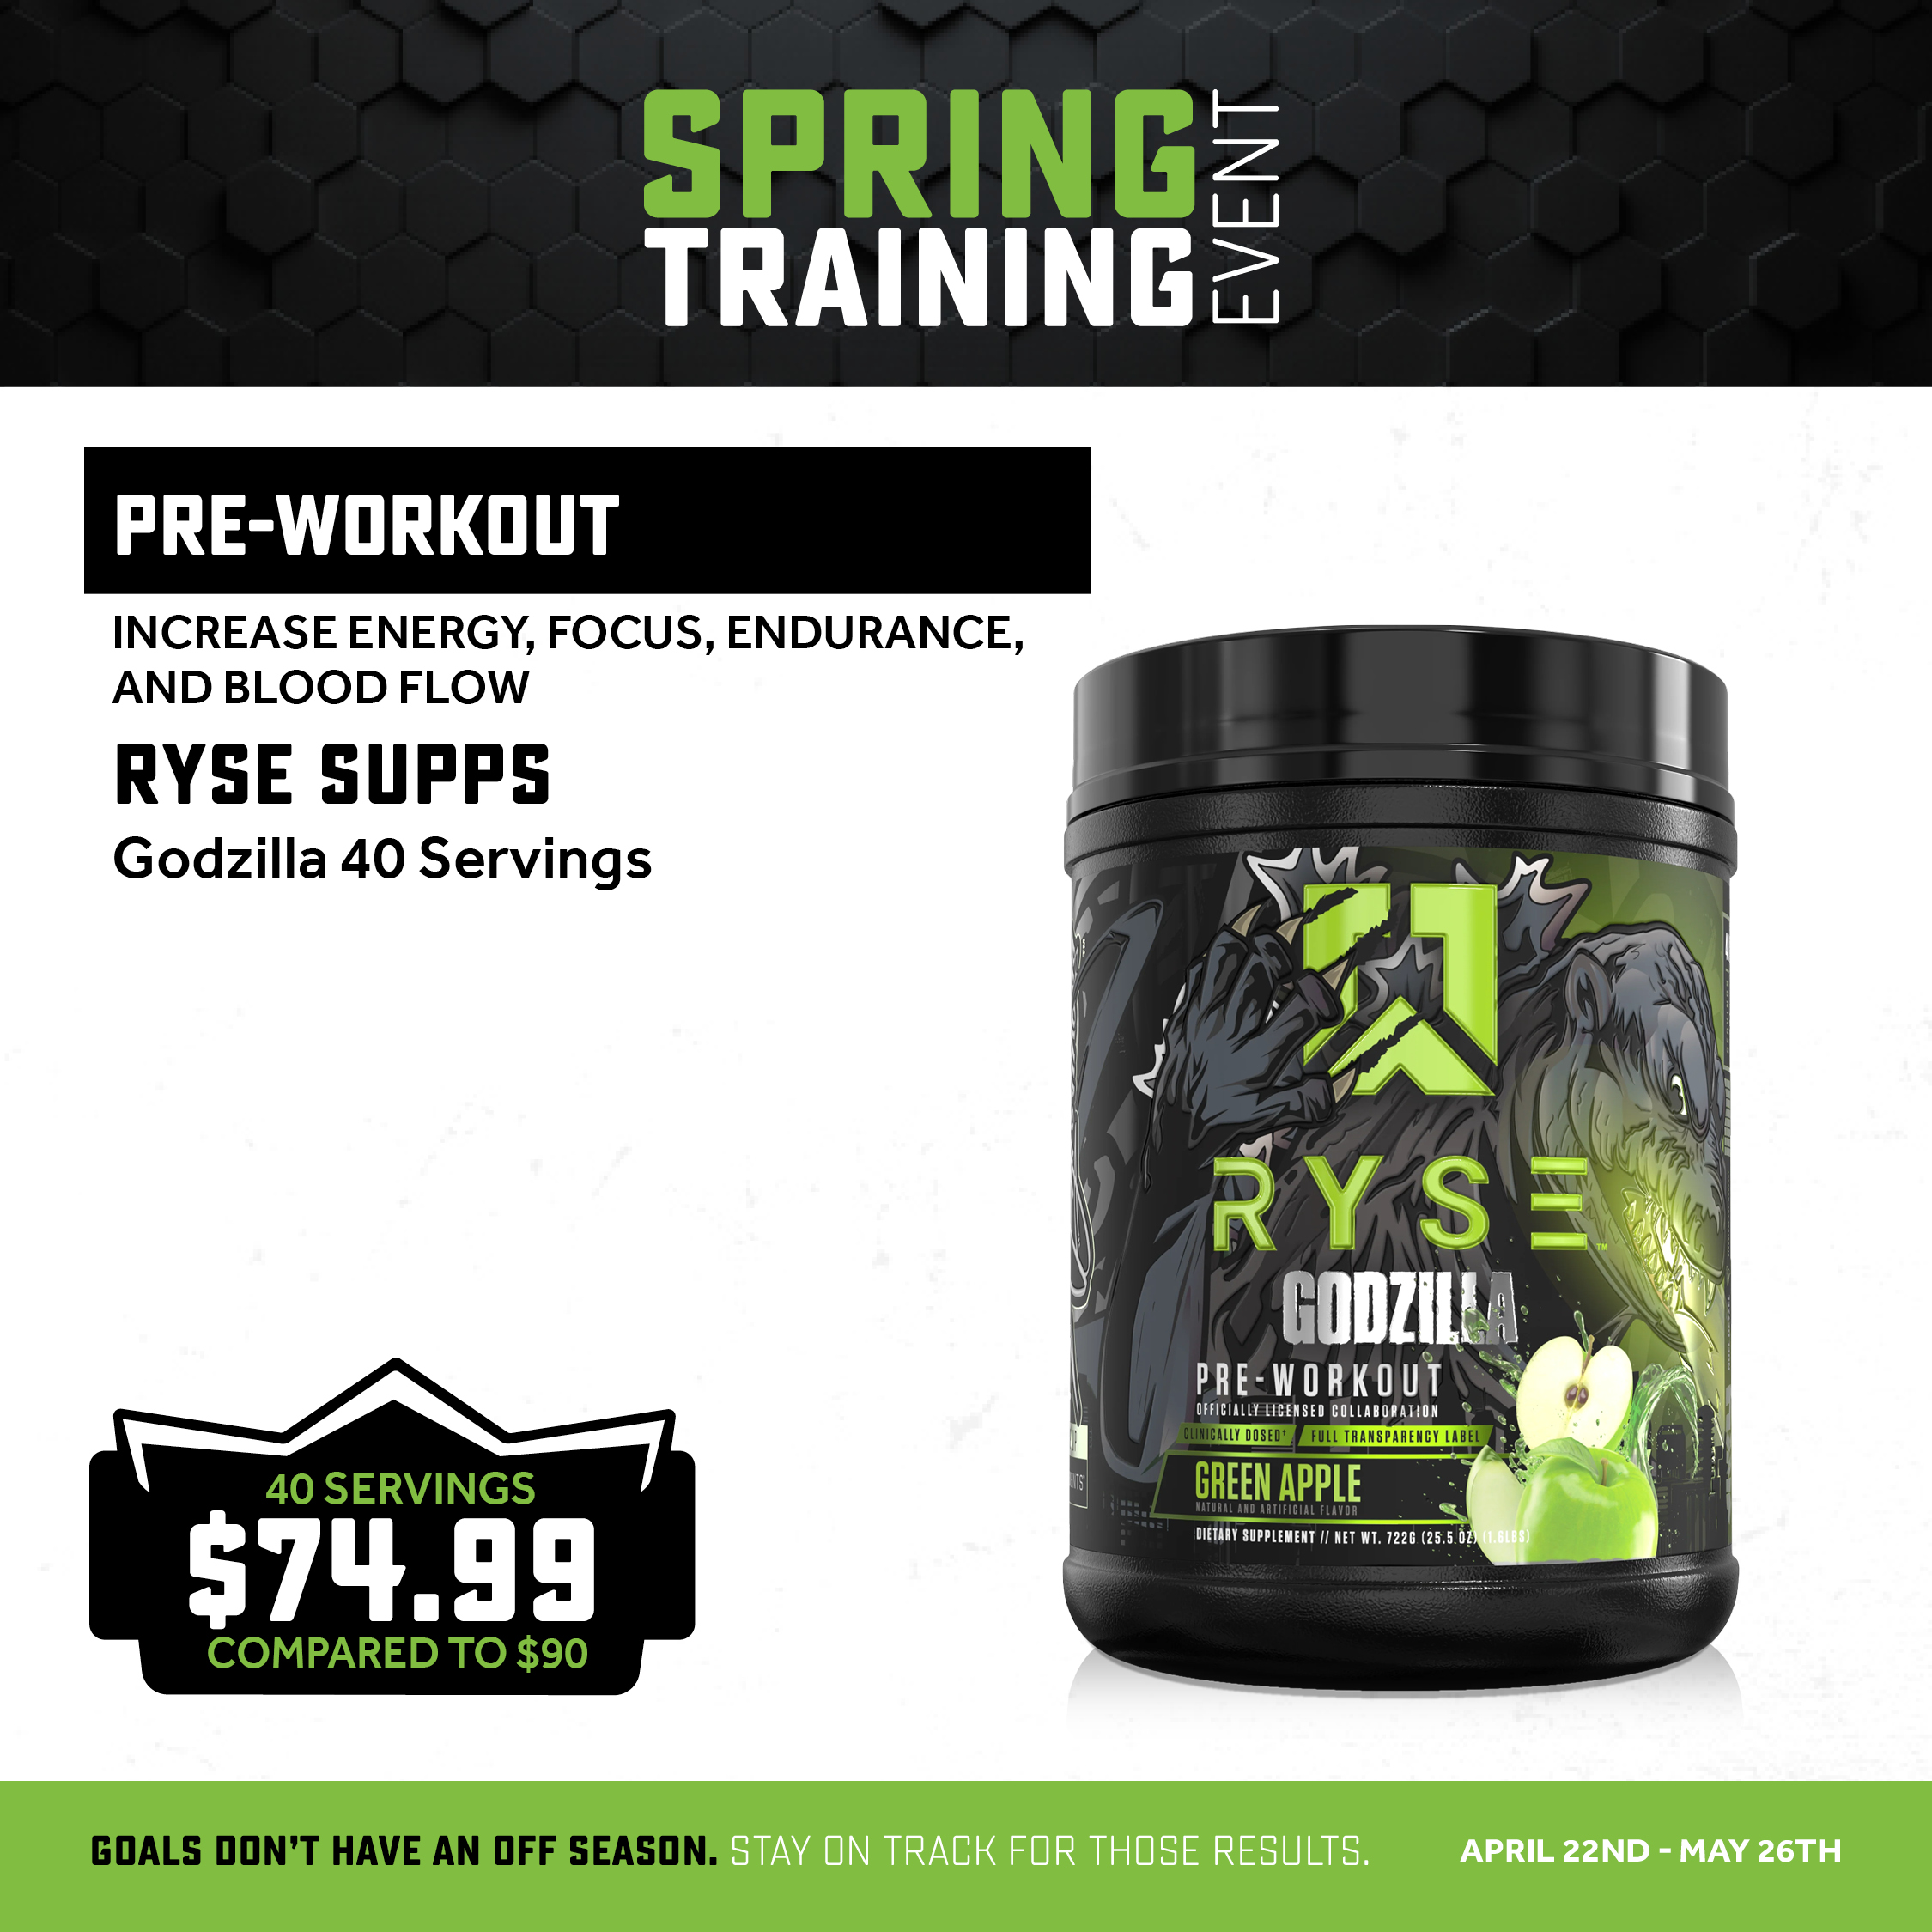 SPRING
TRAINING
EVENT
PRE-WORKOUT
INCREASE ENERGY, FOCUS, ENDURANCE,
AND BLOOD FLOW
RYSE SUPPS
Godzilla 40 Servings
RYSE™
GODZILLA
PRE-WORKOUT
OFFICIALLY LICENSED COLLABORATION
CLINICALLY DOSED† / FULL TRANSPARENCY LABEL
GREEN APPLE
NATURAL AND ARTIFICIAL FLAVOR
DIETARY SUPPLEMENT // NET WT. 722G (25.5 OZ) (1.6LBS)
40 SERVINGS
$74.99
COMPARED TO $90
GOALS DON'T HAVE AN OFF SEASON. STAY ON TRACK FOR THOSE RESULTS. APRIL 22ND - MAY 26TH